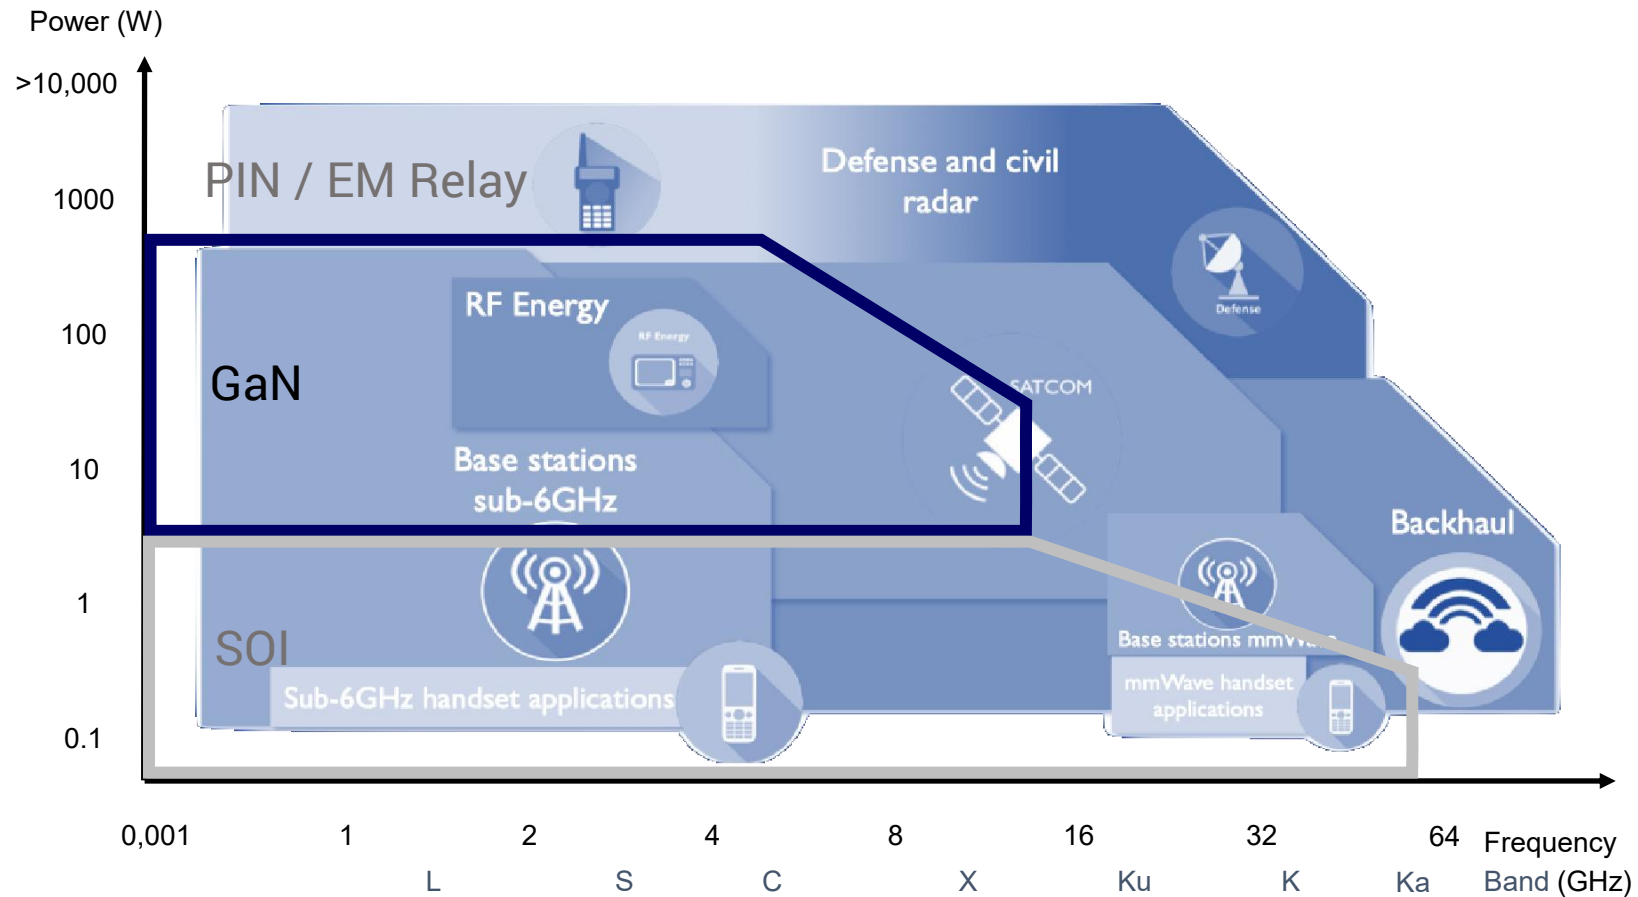 Power (W)
>10,000
1000
100
10
1
0.1
PIN / EM Relay
Defense and civil
radar
Defense
RF Energy
RF Energy
GaN
SATCOM
Base stations
sub-6GHz
Backhaul
SOI
Base stations mmWave
Sub-6GHz handset applications
mmWave handset
applications
0,001 1 2 4 8 16 32 64 Frequency
L S C X Ku K Ka Band (GHz)